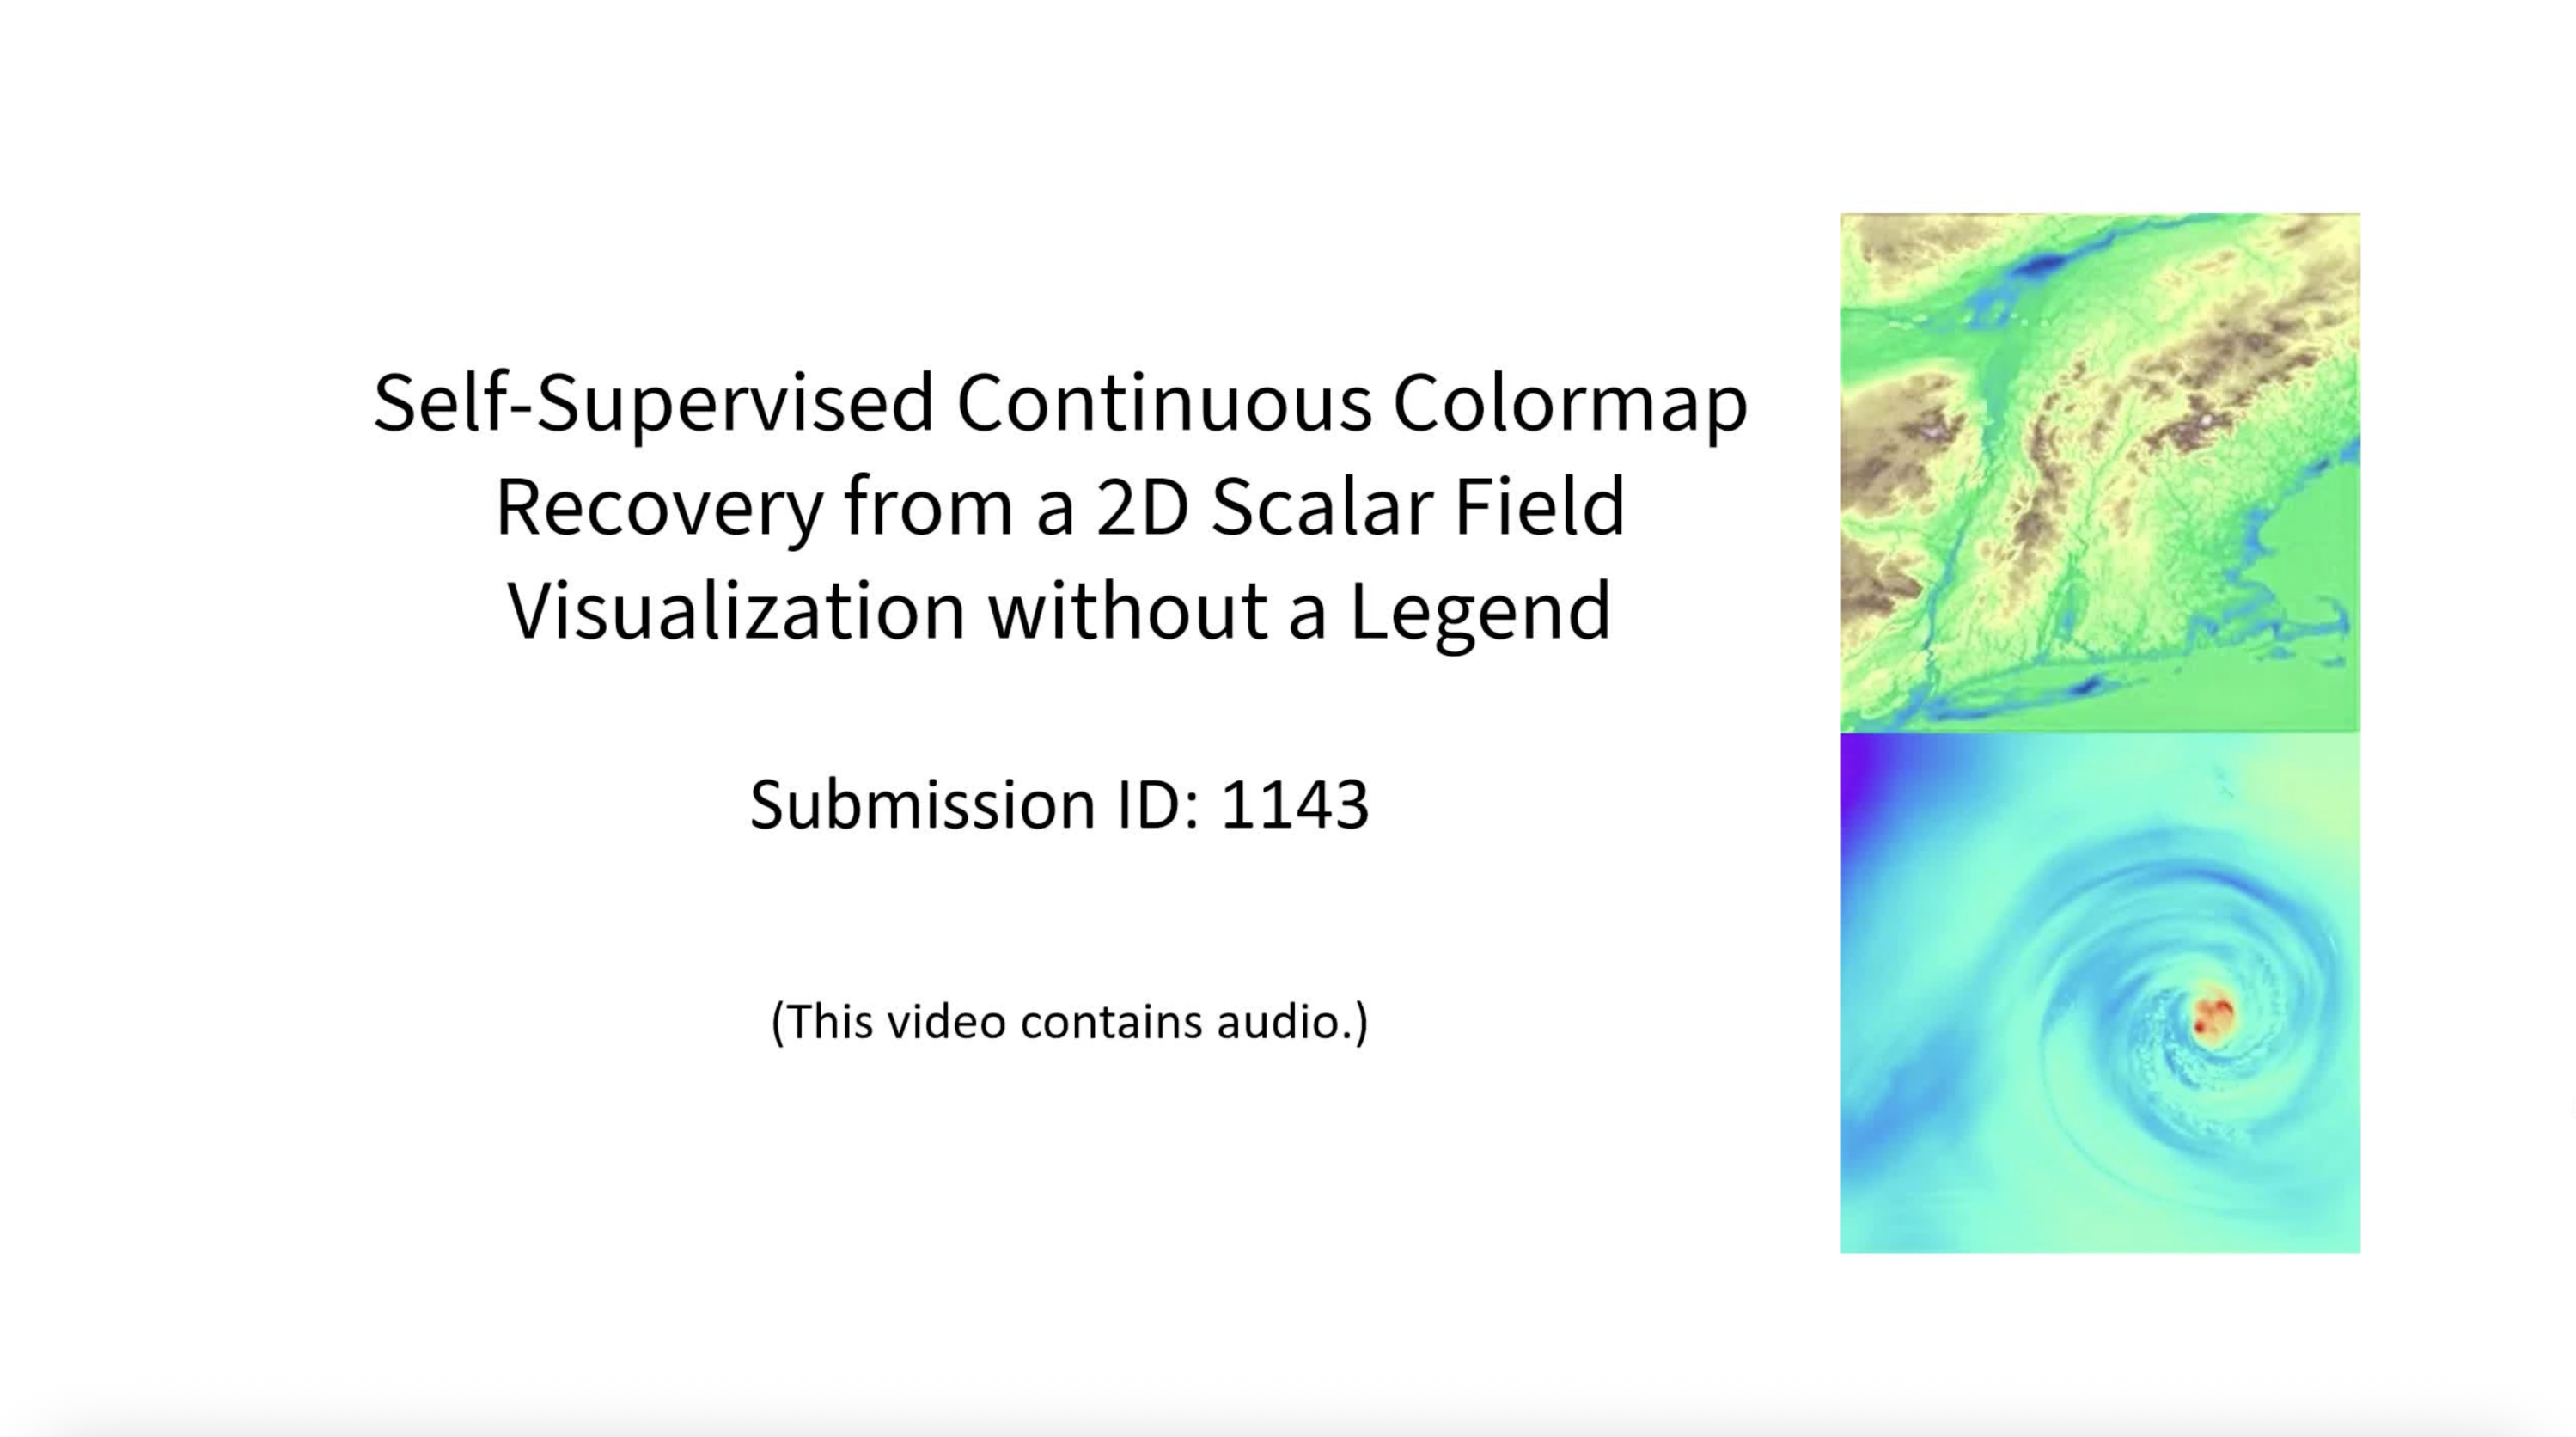 Self-Supervised Continuous Colormap
Recovery from a 2D Scalar Field
Visualization without a Legend
Submission ID: 1143
(This video contains audio.)